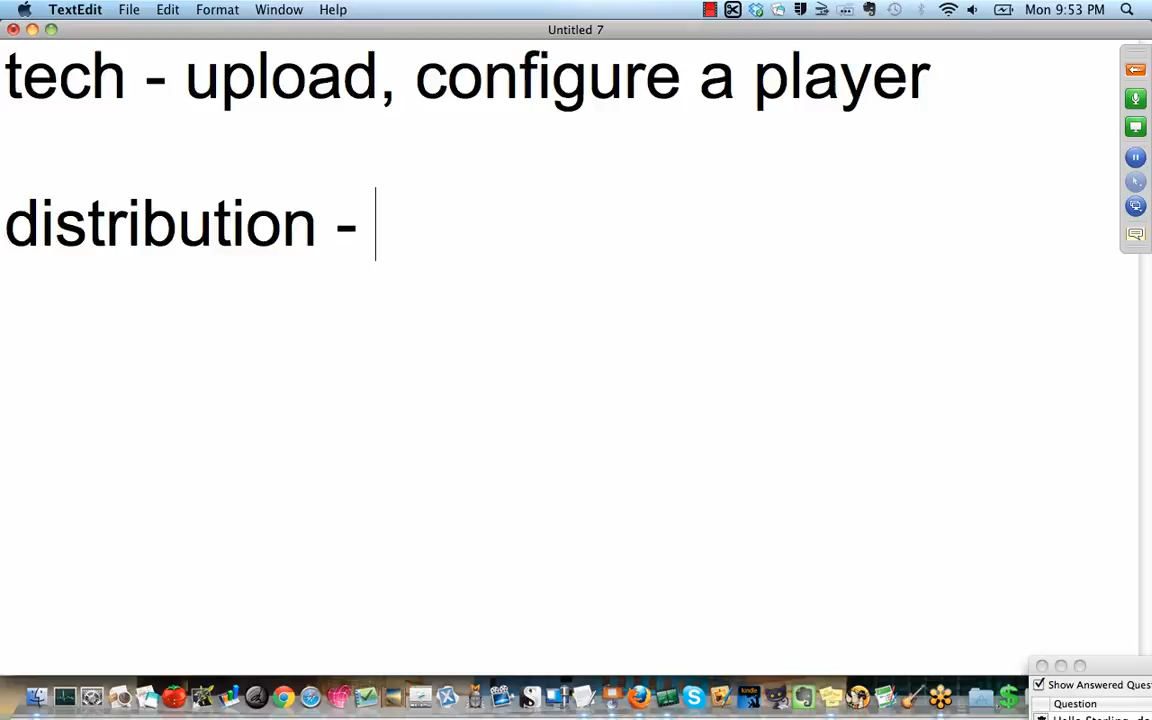 TextEdit File Edit Format Window Help Mon 9:53 PM
Untitled 7
tech - upload, configure a player
distribution -
Show Answered Ques
Question